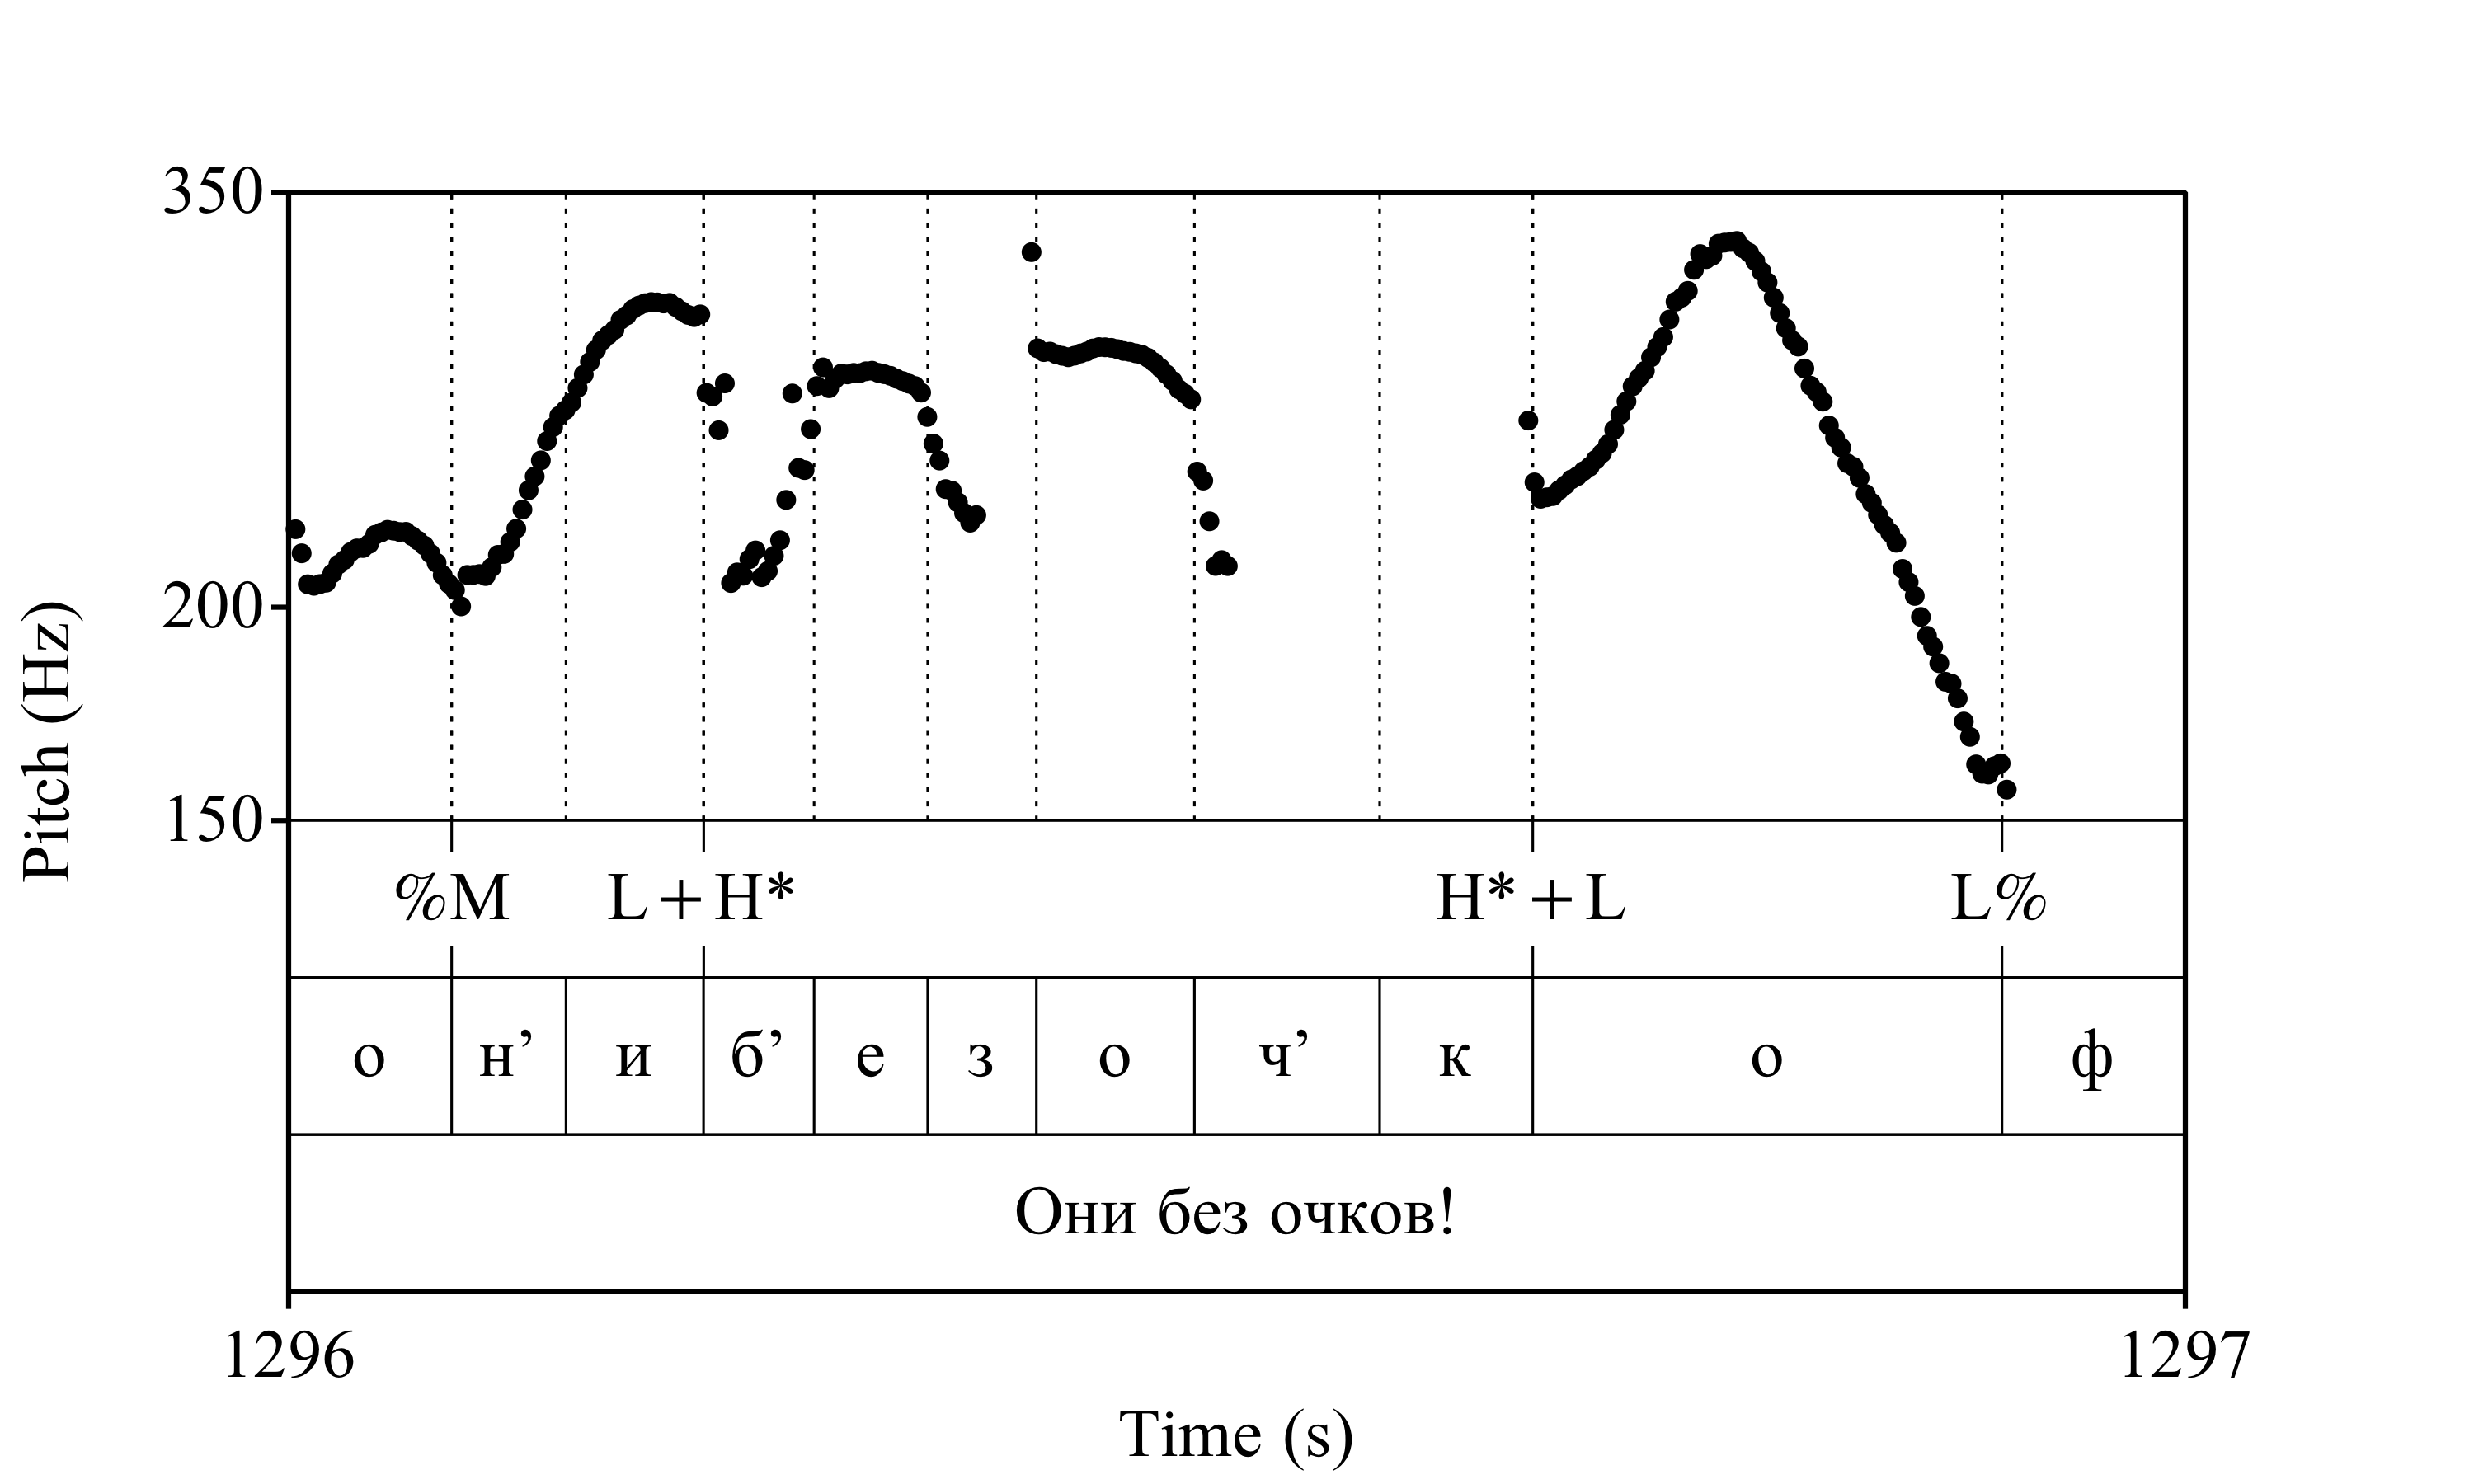 350
200
150
Pitch (Hz)
%M L+H* H*+L L%
о н’ и б’ е з о ч’ к о ф
Они без очков!
1296 1297
Time (s)